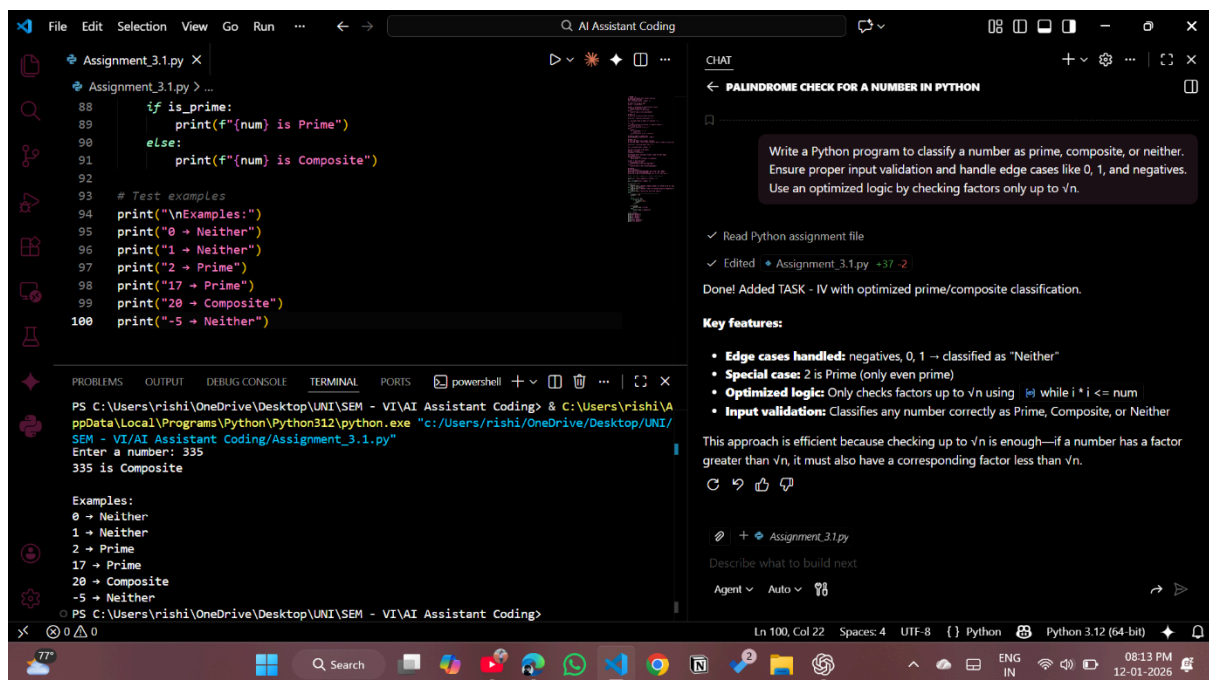 File Edit Selection View Go Run ··· ← → AI Assistant Coding
Assignment_3.1.py ×
Assignment_3.1.py > ...
88 if is_prime:
89 print(f"{num} is Prime")
90 else:
91 print(f"{num} is Composite")
92
93 # Test examples
94 print("\nExamples:")
95 print("0 → Neither")
96 print("1 → Neither")
97 print("2 → Prime")
98 print("17 → Prime")
99 print("20 → Composite")
100 print("-5 → Neither")
PROBLEMS OUTPUT DEBUG CONSOLE TERMINAL PORTS powershell
PS C:\Users\rishi\OneDrive\Desktop\UNI\SEM - VI\AI Assistant Coding> & C:\Users\rishi\A
ppData\Local\Programs\Python\Python312\python.exe "c:/Users/rishi/OneDrive/Desktop/UNI/
SEM - VI/AI Assistant Coding/Assignment_3.1.py"
Enter a number: 335
335 is Composite
Examples:
0 → Neither
1 → Neither
2 → Prime
17 → Prime
20 → Composite
-5 → Neither
PS C:\Users\rishi\OneDrive\Desktop\UNI\SEM - VI\AI Assistant Coding>
CHAT
← PALINDROME CHECK FOR A NUMBER IN PYTHON
Write a Python program to classify a number as prime, composite, or neither.
Ensure proper input validation and handle edge cases like 0, 1, and negatives.
Use an optimized logic by checking factors only up to √n.
✓ Read Python assignment file
✓ Edited Assignment_3.1.py +37 -2
Done! Added TASK - IV with optimized prime/composite classification.
Key features:
• Edge cases handled: negatives, 0, 1 → classified as "Neither"
• Special case: 2 is Prime (only even prime)
• Optimized logic: Only checks factors up to √n using while i * i <= num
• Input validation: Classifies any number correctly as Prime, Composite, or Neither
This approach is efficient because checking up to √n is enough—if a number has a factor
greater than √n, it must also have a corresponding factor less than √n.
+ Assignment_3.1.py
Describe what to build next
Agent Auto
0 0 Ln 100, Col 22 Spaces: 4 UTF-8 {} Python Python 3.12 (64-bit)
77° Search 2 ENG 08:13 PM
IN 12-01-2026